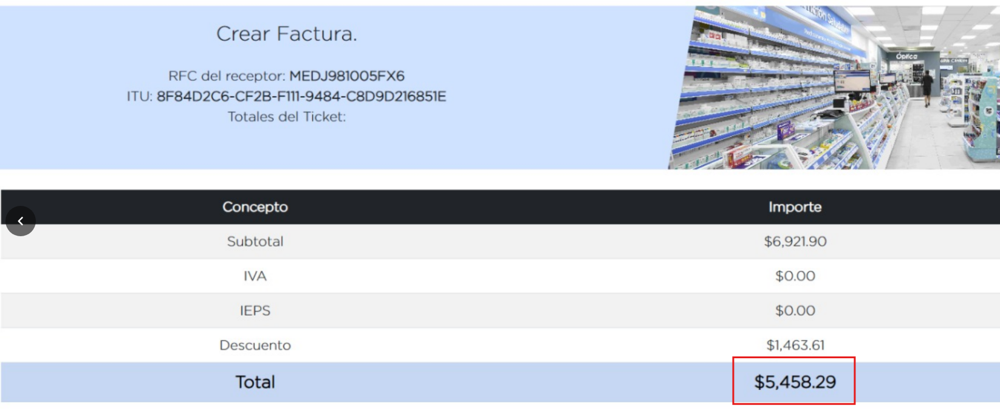 Crear Factura.
RFC del receptor: MEDJ981005FX6
ITU: 8F84D2C6-CF2B-F111-9484-C8D9D216851E
Totales del Ticket:
Óptica
Concepto Importe
Subtotal $6,921.90
IVA $0.00
IEPS $0.00
Descuento $1,463.61
Total $5,458.29